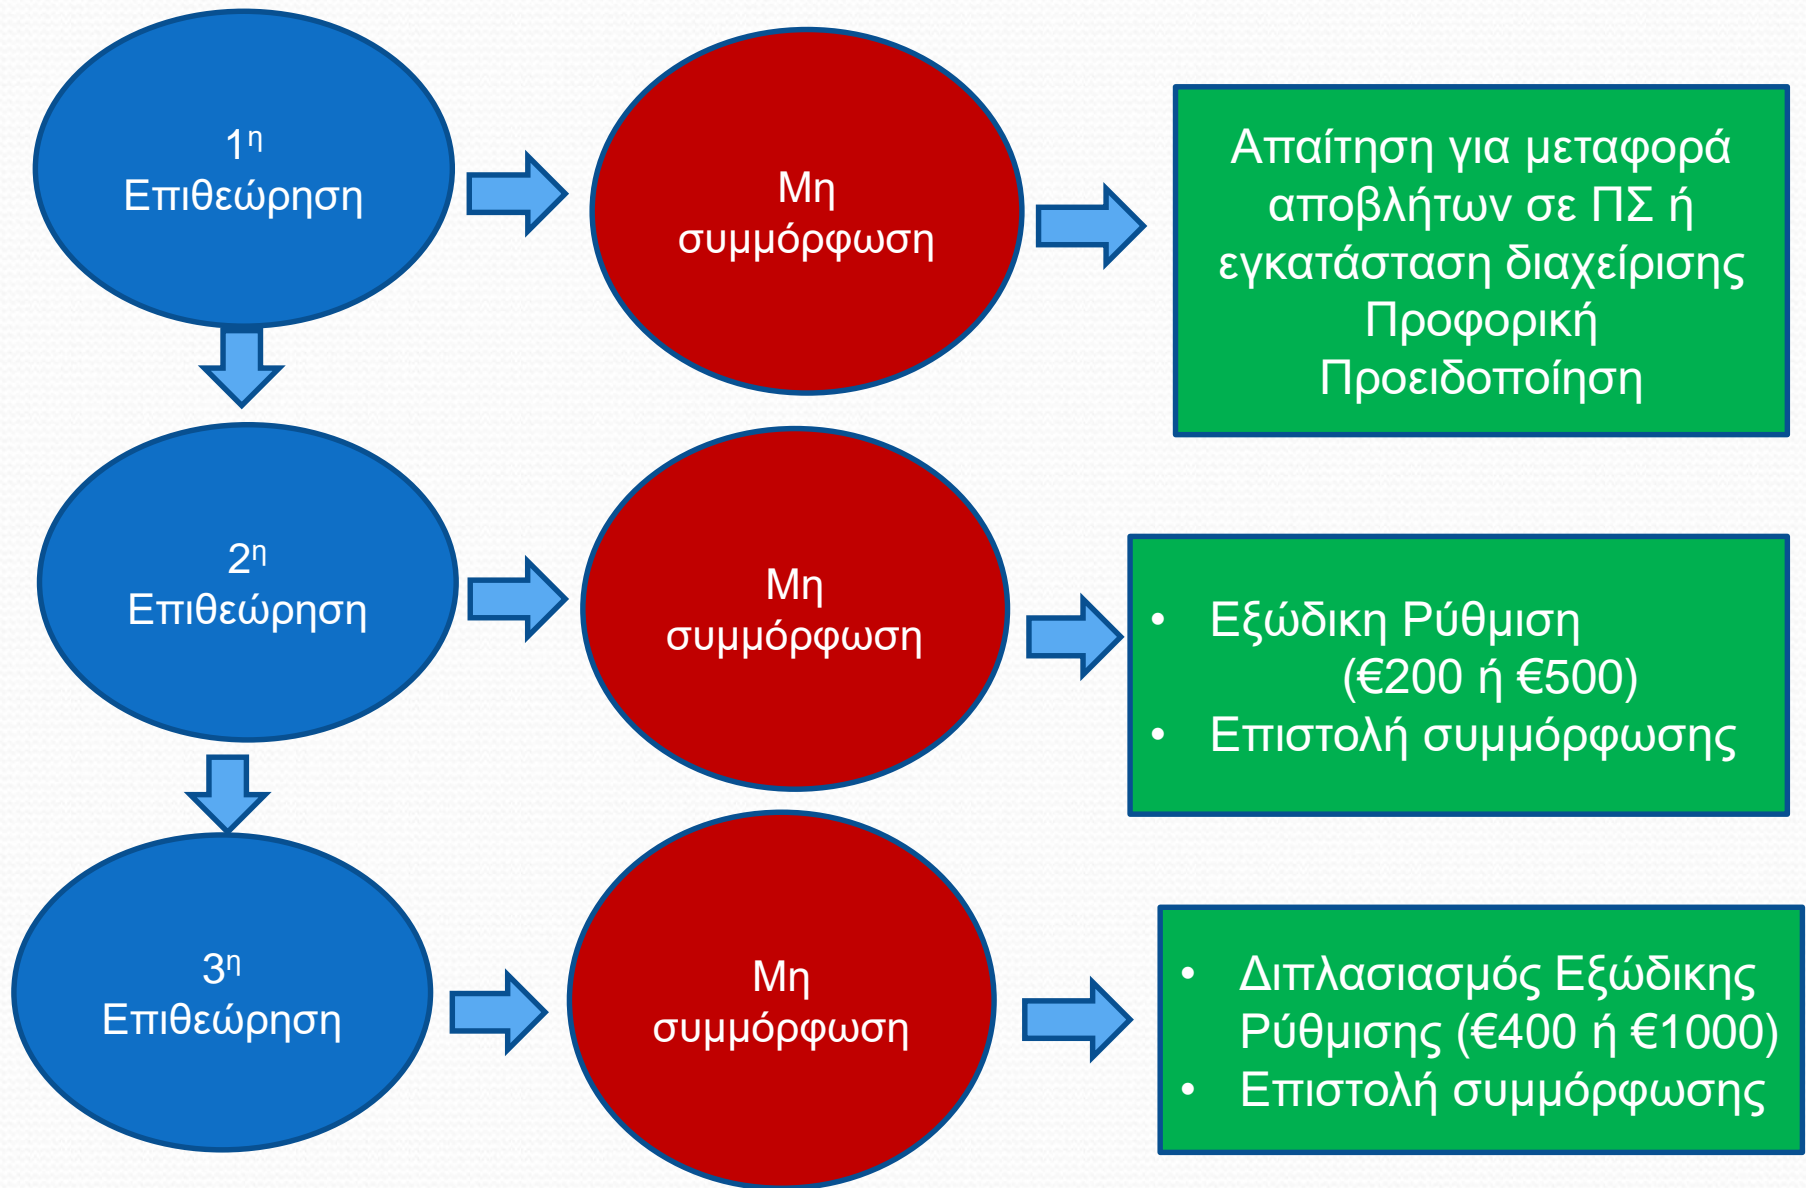 1η
Επιθεώρηση
Μη
συμμόρφωση
Απαίτηση για μεταφορά
αποβλήτων σε ΠΣ ή
εγκατάσταση διαχείρισης
Προφορική
Προειδοποίηση
2η
Επιθεώρηση
Μη
συμμόρφωση
• Εξώδικη Ρύθμιση
(€200 ή €500)
• Επιστολή συμμόρφωσης
3η
Επιθεώρηση
Μη
συμμόρφωση
• Διπλασιασμός Εξώδικης
Ρύθμισης (€400 ή €1000)
• Επιστολή συμμόρφωσης